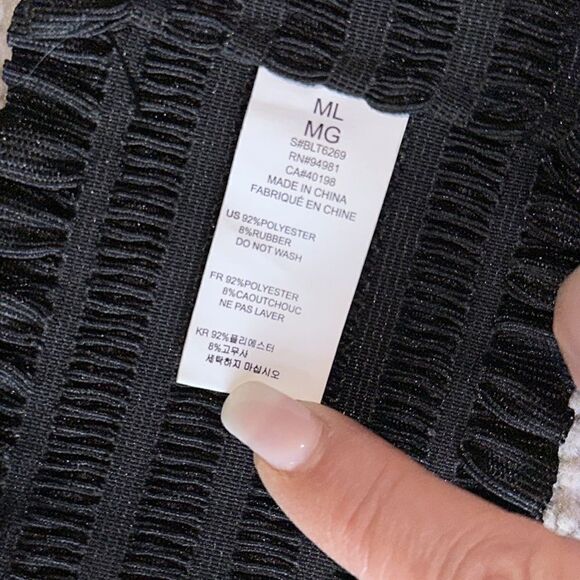 ML
MG
S#BLT6269
RN#94981
CA#40198
MADE IN CHINA
FABRIQUÉ EN CHINE
US 92%POLYESTER
8%RUBBER
DO NOT WASH
FR 92%POLYESTER
8%CAOUTCHOUC
NE PAS LAVER
KR 92%폴리에스터
8%고무사
세탁하지 마십시오